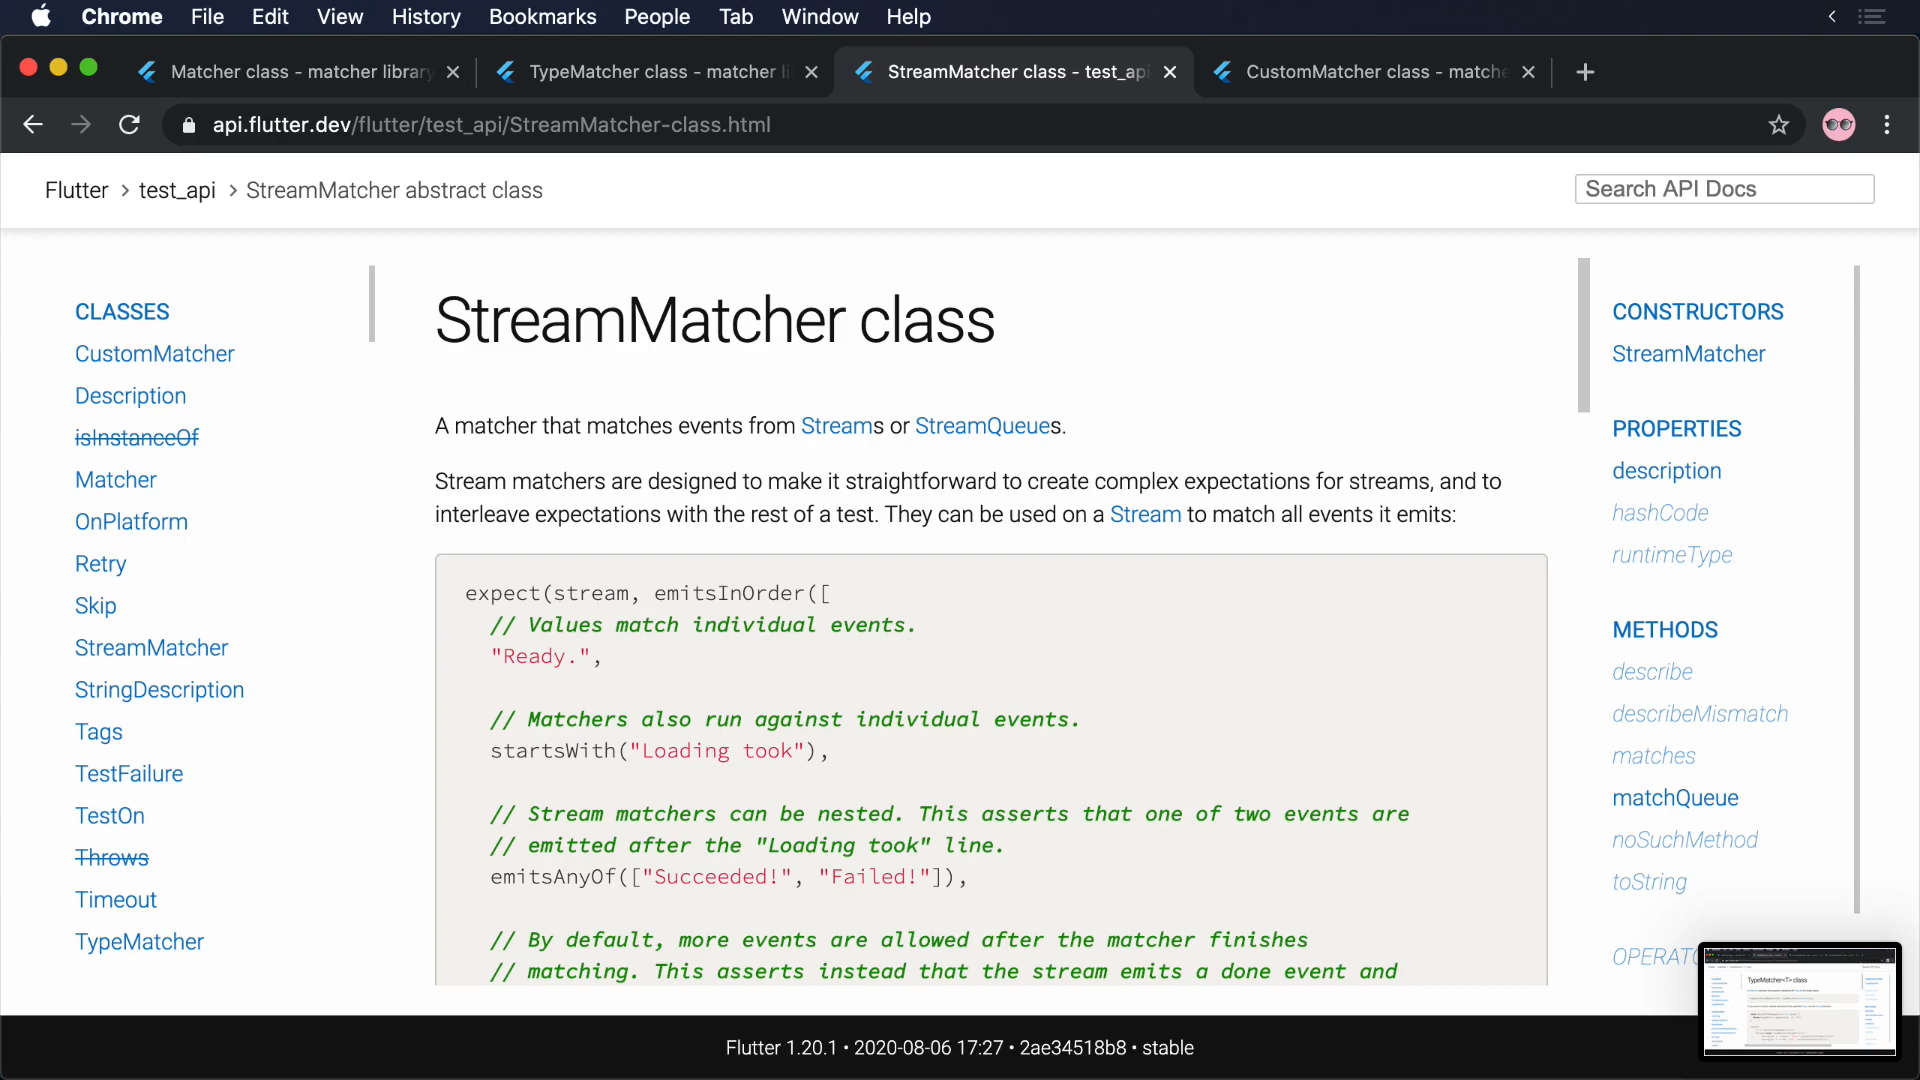 Chrome File Edit View History Bookmarks People Tab Window Help
Matcher class - matcher library
TypeMatcher class - matcher li
StreamMatcher class - test_api
CustomMatcher class - matche
api.flutter.dev/flutter/test_api/StreamMatcher-class.html
Flutter > test_api > StreamMatcher abstract class
Search API Docs
CLASSES
CustomMatcher
Description
isInstanceOf
Matcher
OnPlatform
Retry
Skip
StreamMatcher
StringDescription
Tags
TestFailure
TestOn
Throws
Timeout
TypeMatcher
StreamMatcher class
A matcher that matches events from Streams or StreamQueues.
Stream matchers are designed to make it straightforward to create complex expectations for streams, and to
interleave expectations with the rest of a test. They can be used on a Stream to match all events it emits:
expect(stream, emitsInOrder([
// Values match individual events.
"Ready.",
// Matchers also run against individual events.
startsWith("Loading took"),
// Stream matchers can be nested. This asserts that one of two events are
// emitted after the "Loading took" line.
emitsAnyOf(["Succeeded!", "Failed!"]),
// By default, more events are allowed after the matcher finishes
// matching. This asserts instead that the stream emits a done event and
CONSTRUCTORS
StreamMatcher
PROPERTIES
description
hashCode
runtimeType
METHODS
describe
describeMismatch
matches
matchQueue
noSuchMethod
toString
OPERATO
TypeMatcher<T> class
Flutter 1.20.1 • 2020-08-06 17:27 • 2ae34518b8 • stable